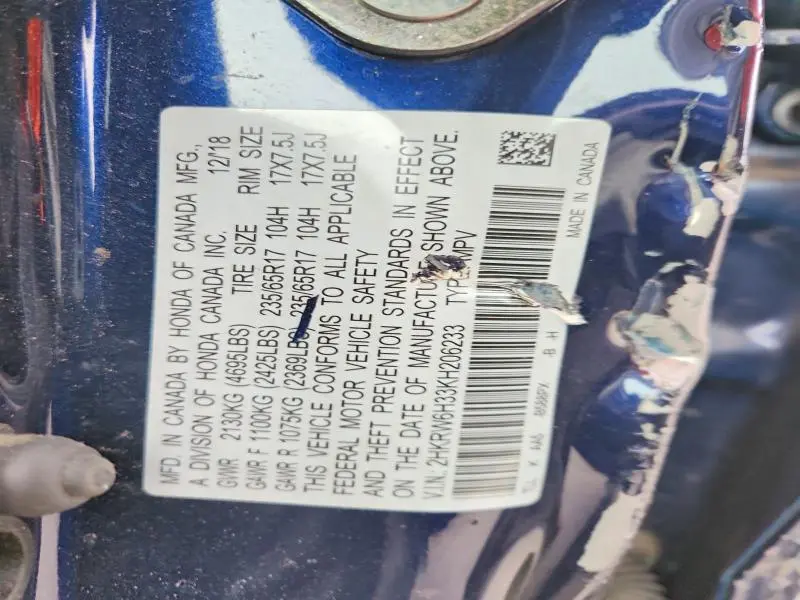 MFD. IN CANADA BY HONDA OF CANADA MFG.,
A DIVISION OF HONDA CANADA INC. 12/18
GVWR 2130KG (4695LBS) TIRE SIZE RIM SIZE
GAWR F 1100KG (2425LBS) 235/65R17 104H 17X7.5J
GAWR R 1075KG (2369LBS) 235/65R17 104H 17X7.5J
THIS VEHICLE CONFORMS TO ALL APPLICABLE
FEDERAL MOTOR VEHICLE SAFETY
AND THEFT PREVENTION STANDARDS IN EFFECT
ON THE DATE OF MANUFACTURE SHOWN ABOVE.
V.I.N. 2HKRW6H33KH206233 TYPE: MPV
TLL K AA5 B588PX -B -H
MADE IN CANADA